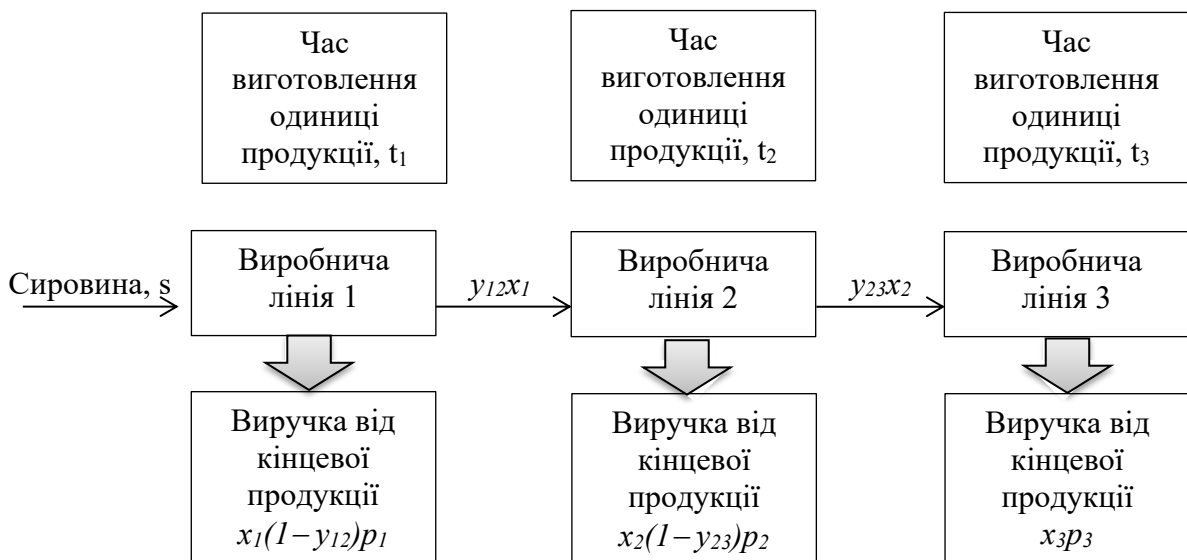 Час
виготовлення
одиниці
продукції, t₁
Час
виготовлення
одиниці
продукції, t₂
Час
виготовлення
одиниці
продукції, t₃
Сировина, s
Виробнича
лінія 1
y₁₂x₁
Виробнича
лінія 2
y₂₃x₂
Виробнича
лінія 3
Виручка від
кінцевої
продукції
x₁(1–y₁₂)p₁
Виручка від
кінцевої
продукції
x₂(1–y₂₃)p₂
Виручка від
кінцевої
продукції
x₃p₃